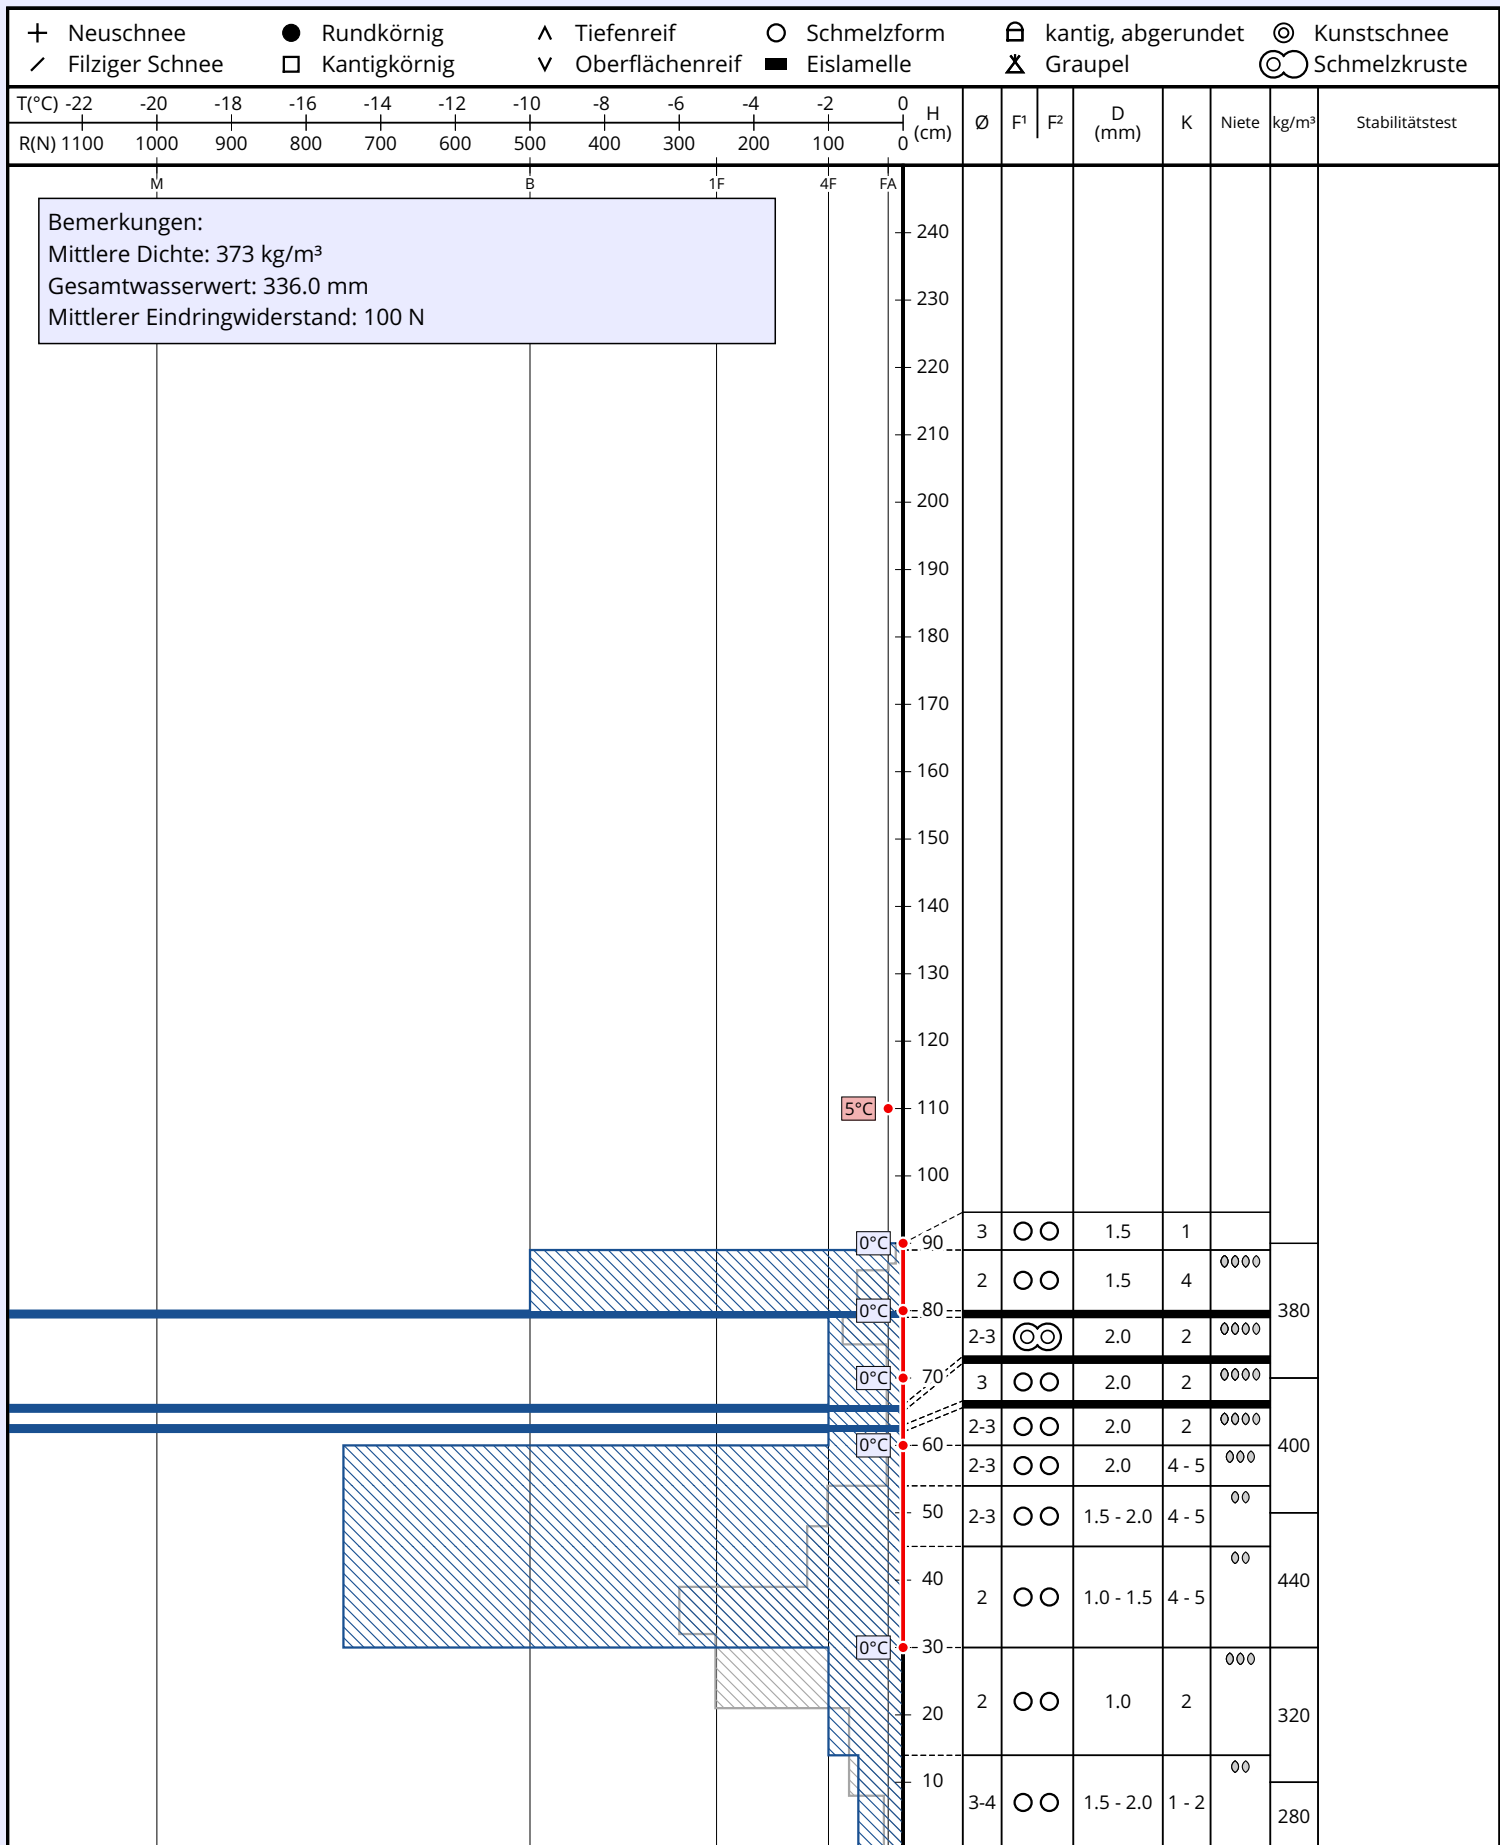 Neuschnee Rundkörnig Tiefenreif Schmelzform kantig, abgerundet Kunstschnee
Filziger Schnee Kantigkörnig Oberflächenreif Eislamelle Graupel Schmelzkruste
T(°C) -22 -20 -18 -16 -14 -12 -10 -8 -6 -4 -2 0
R(N) 1100 1000 900 800 700 600 500 400 300 200 100 0
H (cm) Ø F¹ F² D (mm) K Niete kg/m³ Stabilitätstest
M B 1F 4F FA
Bemerkungen:
Mittlere Dichte: 373 kg/m³
Gesamtwasserwert: 336.0 mm
Mittlerer Eindringwiderstand: 100 N
240
230
220
210
200
190
180
170
160
150
140
130
120
5°C 110
100
3 1.5 1
0°C 90
2 1.5 4
0°C 80 380
2-3 2.0 2
0°C 70 3 2.0 2
2-3 2.0 2
0°C 60 400
2-3 2.0 4 - 5
50 2-3 1.5 - 2.0 4 - 5
40 440
2 1.0 - 1.5 4 - 5
0°C 30
2 1.0 2
20 320
10
3-4 1.5 - 2.0 1 - 2
280